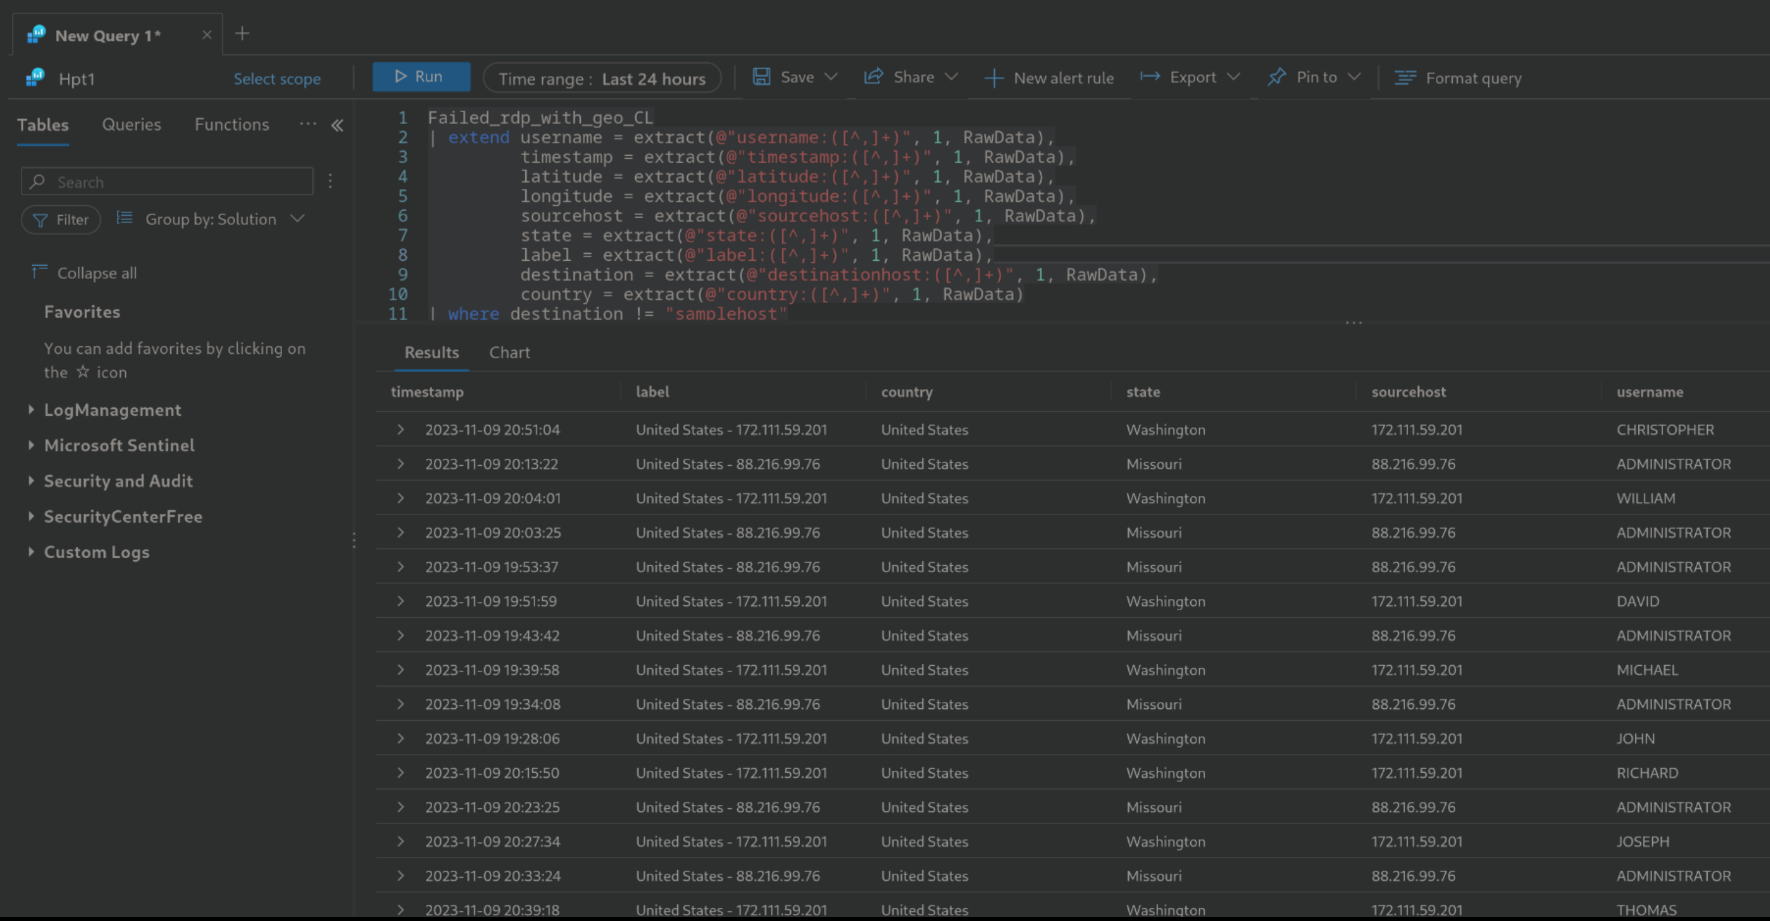 New Query 1*
Hpt1
Select scope
Run
Time range : Last 24 hours
Save
Share
New alert rule
Export
Pin to
Format query
Tables Queries Functions ...
Search
Filter
Group by: Solution
Collapse all
Favorites
You can add favorites by clicking on
the ☆ icon
LogManagement
Microsoft Sentinel
Security and Audit
SecurityCenterFree
Custom Logs
1 Failed_rdp_with_geo_CL
2 | extend username = extract(@"username:([^,]+)", 1, RawData),
3 timestamp = extract(@"timestamp:([^,]+)", 1, RawData),
4 latitude = extract(@"latitude:([^,]+)", 1, RawData),
5 longitude = extract(@"longitude:([^,]+)", 1, RawData),
6 sourcehost = extract(@"sourcehost:([^,]+)", 1, RawData),
7 state = extract(@"state:([^,]+)", 1, RawData),
8 label = extract(@"label:([^,]+)", 1, RawData),
9 destination = extract(@"destinationhost:([^,]+)", 1, RawData),
10 country = extract(@"country:([^,]+)", 1, RawData)
11 | where destination != "samplehost"
Results Chart
timestamp label country state sourcehost username
2023-11-09 20:51:04 United States - 172.111.59.201 United States Washington 172.111.59.201 CHRISTOPHER
2023-11-09 20:13:22 United States - 88.216.99.76 United States Missouri 88.216.99.76 ADMINISTRATOR
2023-11-09 20:04:01 United States - 172.111.59.201 United States Washington 172.111.59.201 WILLIAM
2023-11-09 20:03:25 United States - 88.216.99.76 United States Missouri 88.216.99.76 ADMINISTRATOR
2023-11-09 19:53:37 United States - 88.216.99.76 United States Missouri 88.216.99.76 ADMINISTRATOR
2023-11-09 19:51:59 United States - 172.111.59.201 United States Washington 172.111.59.201 DAVID
2023-11-09 19:43:42 United States - 88.216.99.76 United States Missouri 88.216.99.76 ADMINISTRATOR
2023-11-09 19:39:58 United States - 172.111.59.201 United States Washington 172.111.59.201 MICHAEL
2023-11-09 19:34:08 United States - 88.216.99.76 United States Missouri 88.216.99.76 ADMINISTRATOR
2023-11-09 19:28:06 United States - 172.111.59.201 United States Washington 172.111.59.201 JOHN
2023-11-09 20:15:50 United States - 172.111.59.201 United States Washington 172.111.59.201 RICHARD
2023-11-09 20:23:25 United States - 88.216.99.76 United States Missouri 88.216.99.76 ADMINISTRATOR
2023-11-09 20:27:34 United States - 172.111.59.201 United States Washington 172.111.59.201 JOSEPH
2023-11-09 20:33:24 United States - 88.216.99.76 United States Missouri 88.216.99.76 ADMINISTRATOR
2023-11-09 20:39:18 United States - 172.111.59.201 United States Washington 172.111.59.201 THOMAS